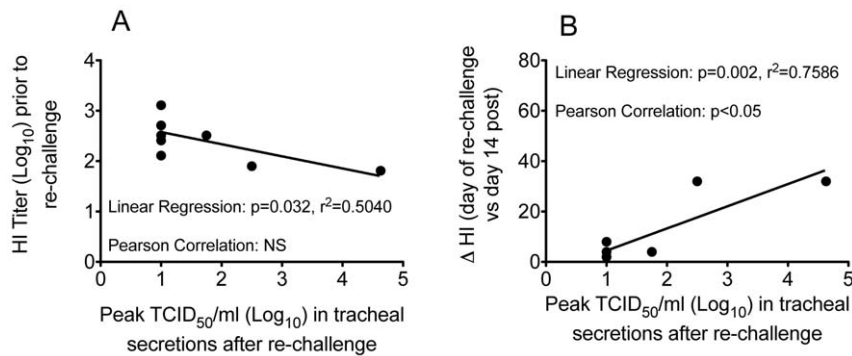 A
HI Titer (Log10) prior to
re-challenge
4
3
2
1
0
Linear Regression: p=0.032, r2=0.5040
Pearson Correlation: NS
0 1 2 3 4 5
Peak TCID50/ml (Log10) in tracheal
secretions after re-challenge
B
Δ HI (day of re-challenge
vs day 14 post)
80
60
40
20
0
Linear Regression: p=0.002, r2=0.7586
Pearson Correlation: p<0.05
0 1 2 3 4 5
Peak TCID50/ml (Log10) in tracheal
secretions after re-challenge